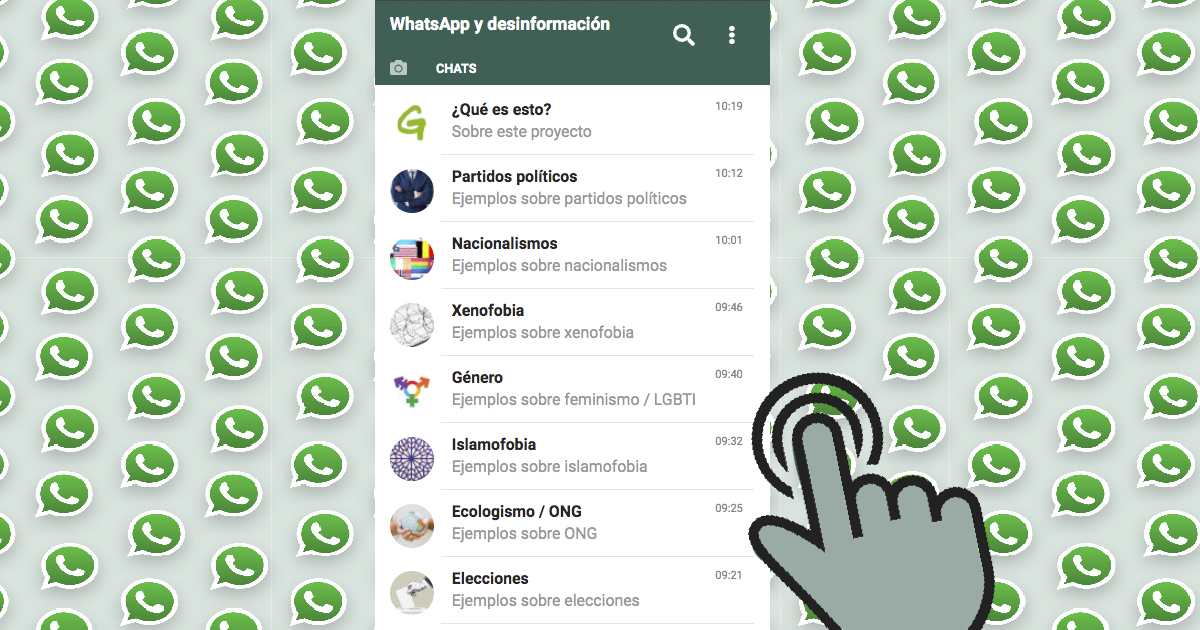 WhatsApp y desinformación
CHATS
¿Qué es esto?
10:19
Sobre este proyecto
Partidos políticos
10:12
Ejemplos sobre partidos políticos
Nacionalismos
10:01
Ejemplos sobre nacionalismos
Xenofobia
09:46
Ejemplos sobre xenofobia
Género
09:40
Ejemplos sobre feminismo / LGBTI
Islamofobia
09:32
Ejemplos sobre islamofobia
Ecologismo / ONG
09:25
Ejemplos sobre ONG
Elecciones
09:21
Ejemplos sobre elecciones